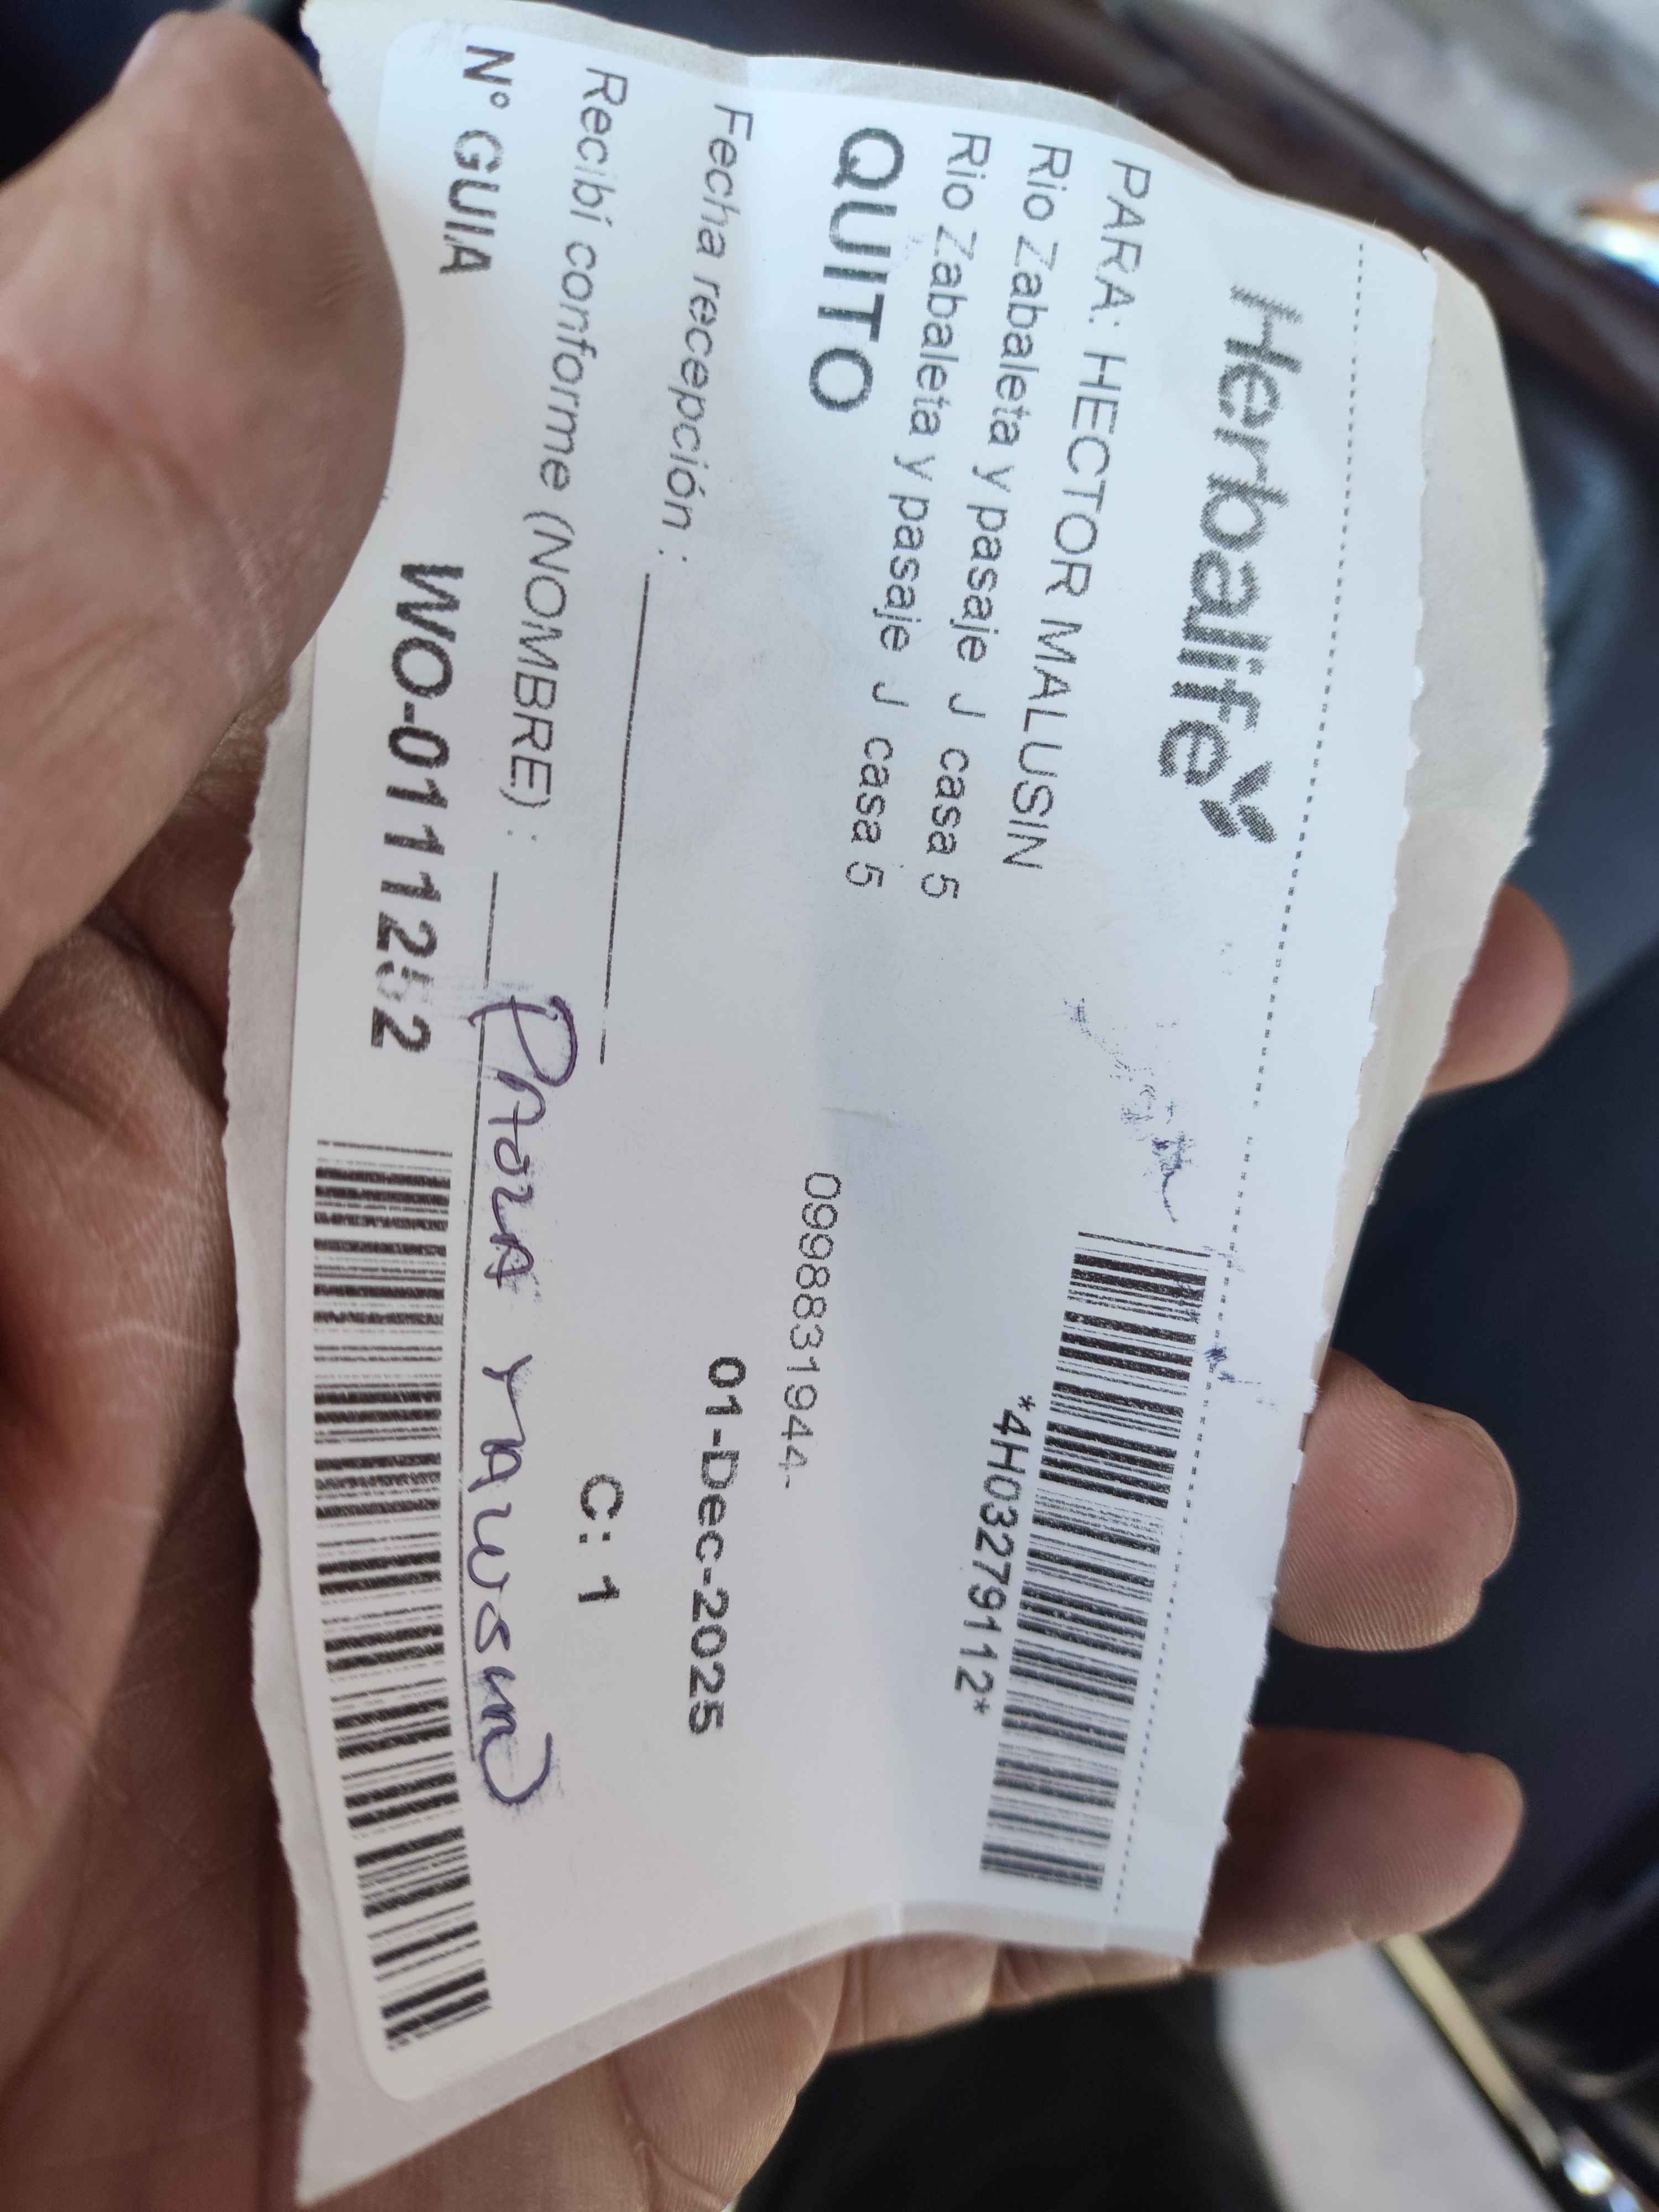 Herbalife
*4H03279112*
PARA: HECTOR MALUSIN
Rio Zabaleta y pasaje J casa 5
Rio Zabaleta y pasaje J casa 5
QUITO
0998831944-
Fecha recepción :
01-Dec-2025
Recibí conforme (NOMBRE) :
C: 1
N° GUIA